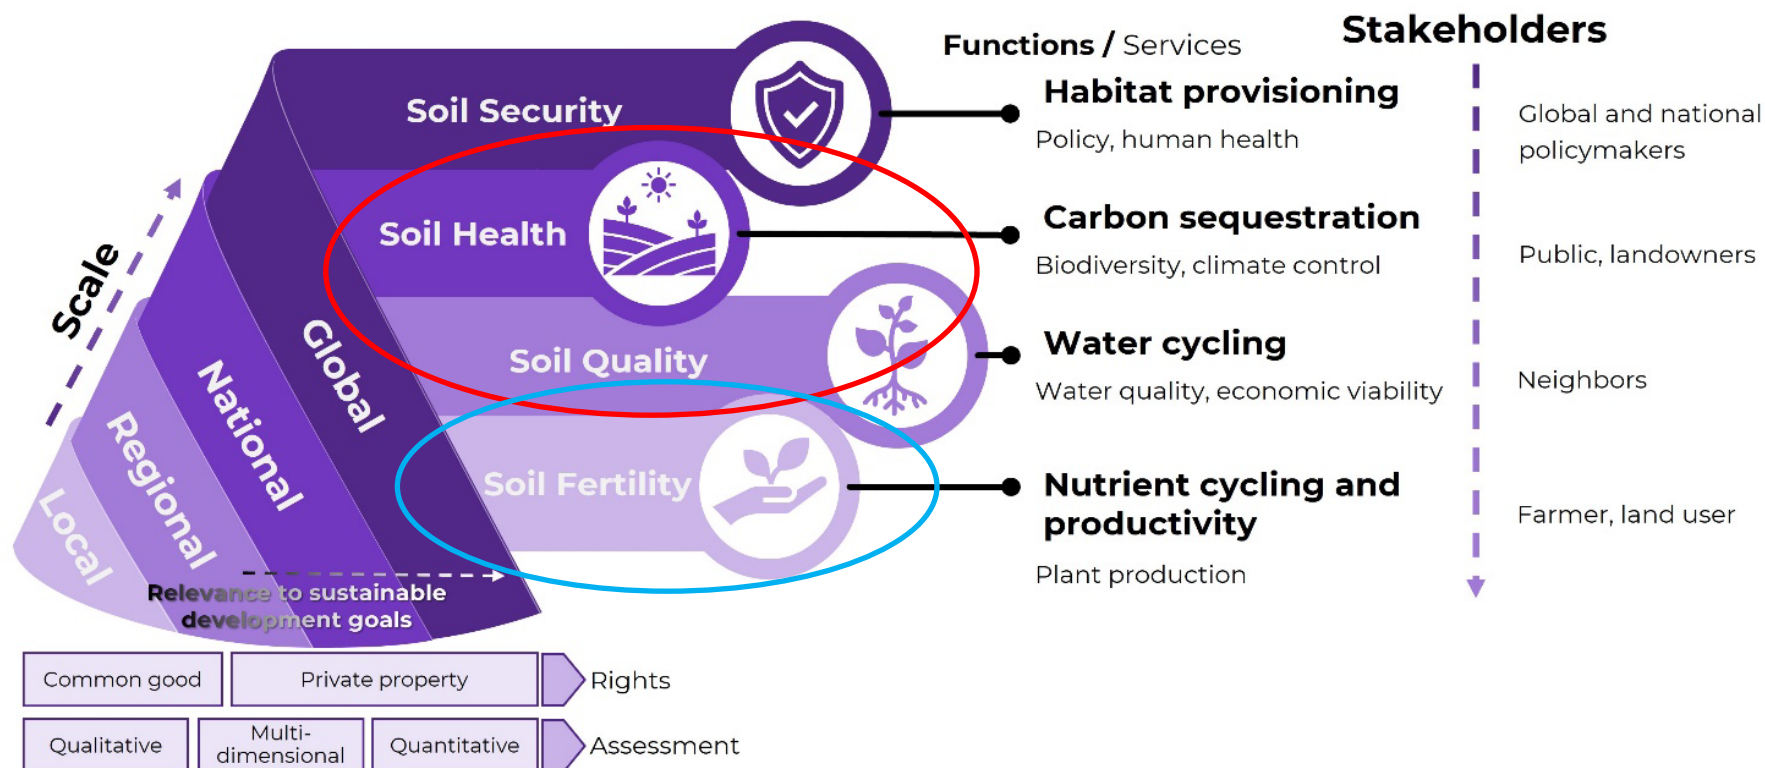 Functions / Services
Stakeholders
Soil Security
Habitat provisioning
Policy, human health
Global and national
policymakers
Soil Health
Carbon sequestration
Biodiversity, climate control
Public, landowners
Soil Quality
Water cycling
Water quality, economic viability
Neighbors
Soil Fertility
Nutrient cycling and
productivity
Plant production
Farmer, land user
Scale
Local
Regional
National
Global
Relevance to sustainable
development goals
Common good
Private property
Rights
Qualitative
Multi-
dimensional
Quantitative
Assessment